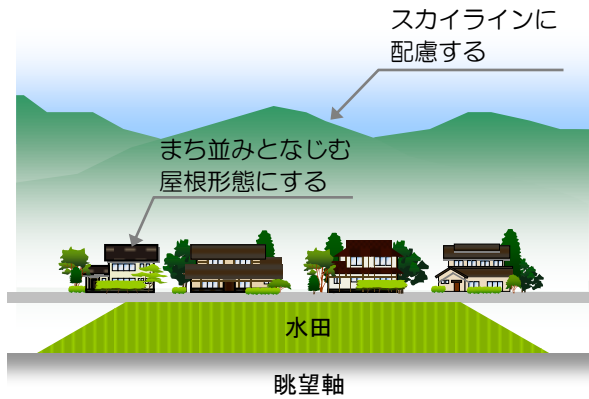 スカイラインに
配慮する
まち並みとなじむ
屋根形態にする
水田
眺望軸